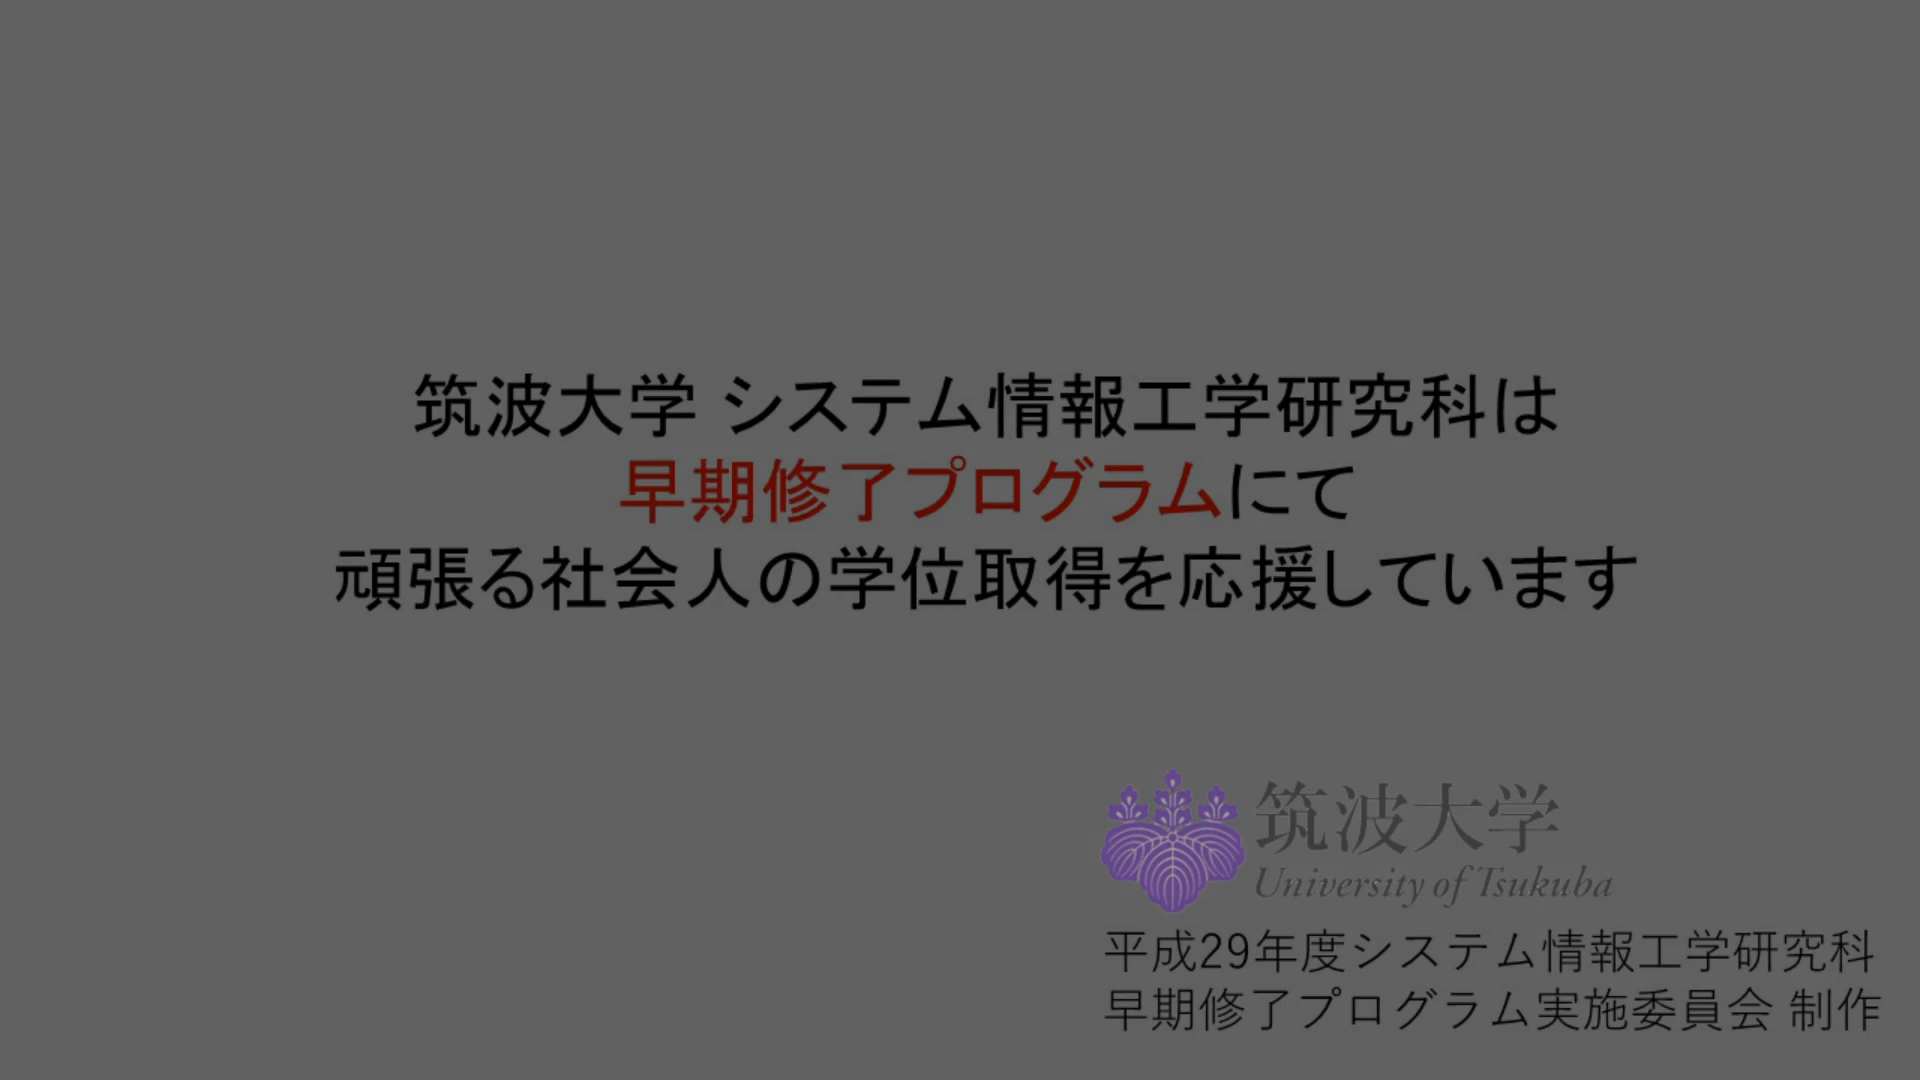 筑波大学 システム情報工学研究科は
早期修了プログラムにて
頑張る社会人の学位取得を応援しています
筑波大学
University of Tsukuba
平成29年度システム情報工学研究科
早期修了プログラム実施委員会 制作